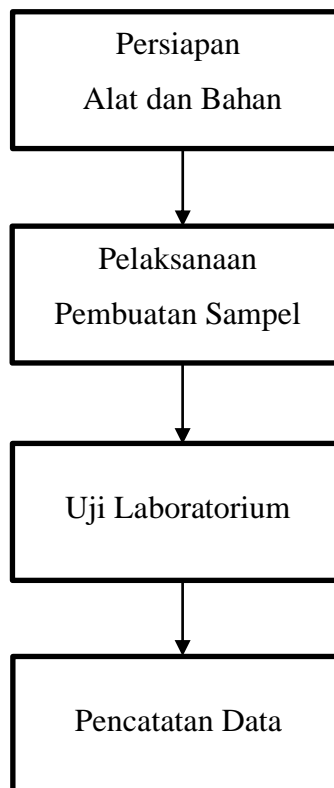 Persiapan
Alat dan Bahan
Pelaksanaan
Pembuatan Sampel
Uji Laboratorium
Pencatatan Data